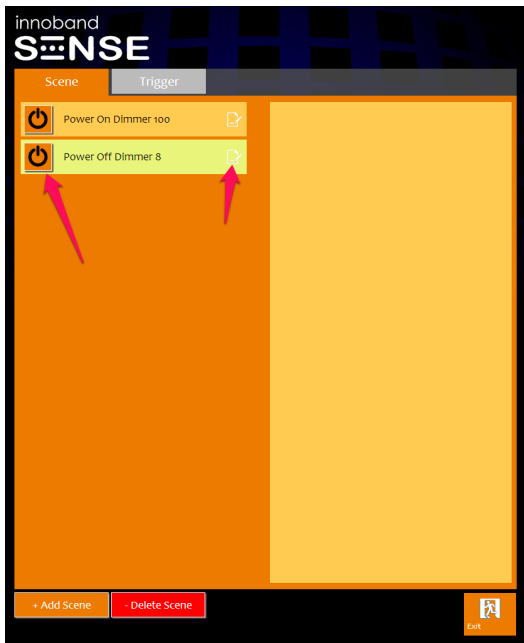 innoband
SENSE
Scene
Trigger
Power On Dimmer 100
Power Off Dimmer 8
+ Add Scene
- Delete Scene
Exit